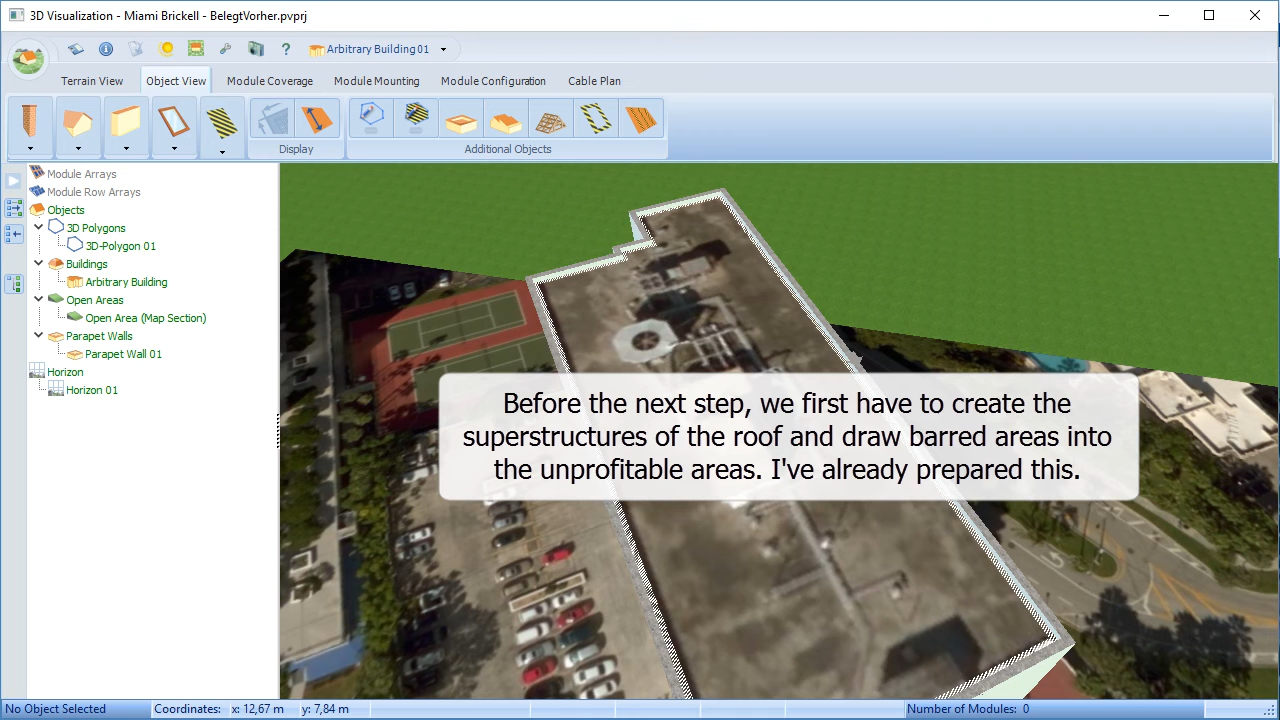 3D Visualization - Miami Brickell - BelegtVorher.pvprj
Arbitrary Building 01
Terrain View
Object View
Module Coverage
Module Mounting
Module Configuration
Cable Plan
Display
Additional Objects
Module Arrays
Module Row Arrays
Objects
3D Polygons
3D-Polygon 01
Buildings
Arbitrary Building
Open Areas
Open Area (Map Section)
Parapet Walls
Parapet Wall 01
Horizon
Horizon 01
Before the next step, we first have to create the
superstructures of the roof and draw barred areas into
the unprofitable areas. I've already prepared this.
No Object Selected
Coordinates: x: 12,67 m y: 7,84 m
Number of Modules: 0